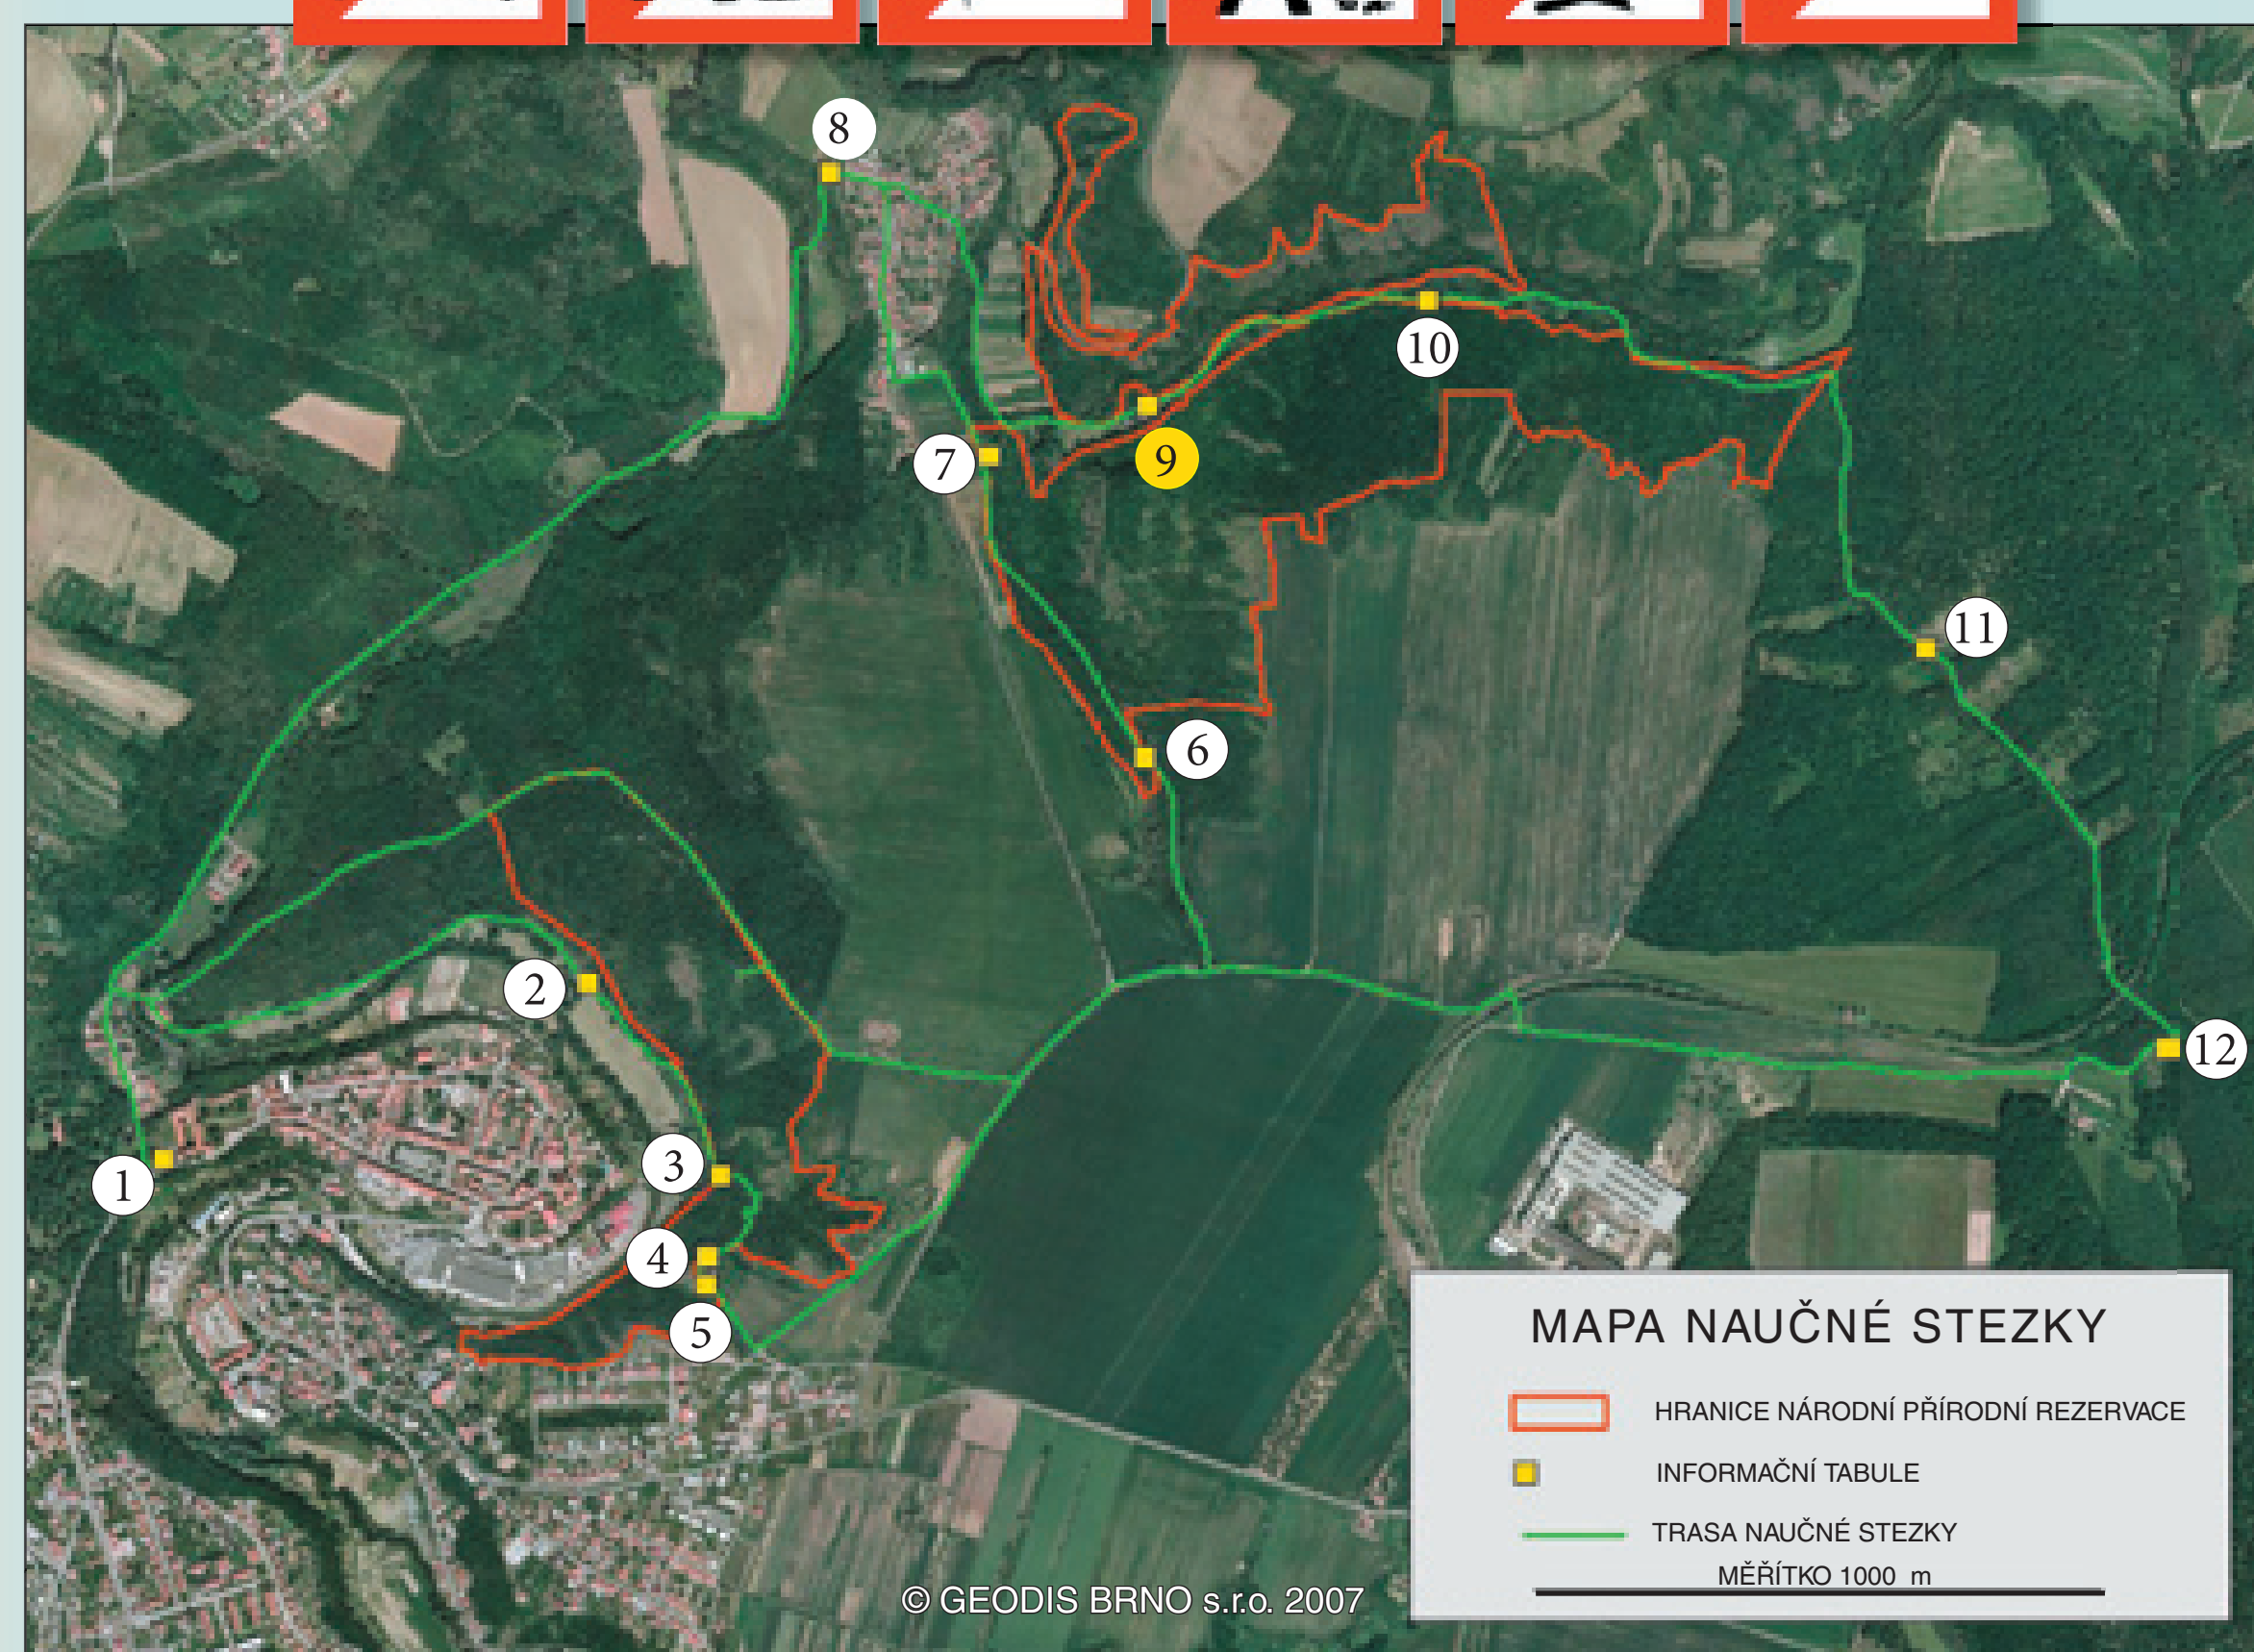 8
10
7
9
11
6
2
12
3
1
4
5
MAPA NAUČNÉ STEZKY
HRANICE NÁRODNÍ PŘÍRODNÍ REZERVACE
INFORMAČNÍ TABULE
TRASA NAUČNÉ STEZKY
MĚŘÍTKO 1000 m
© GEODIS BRNO s.r.o. 2007